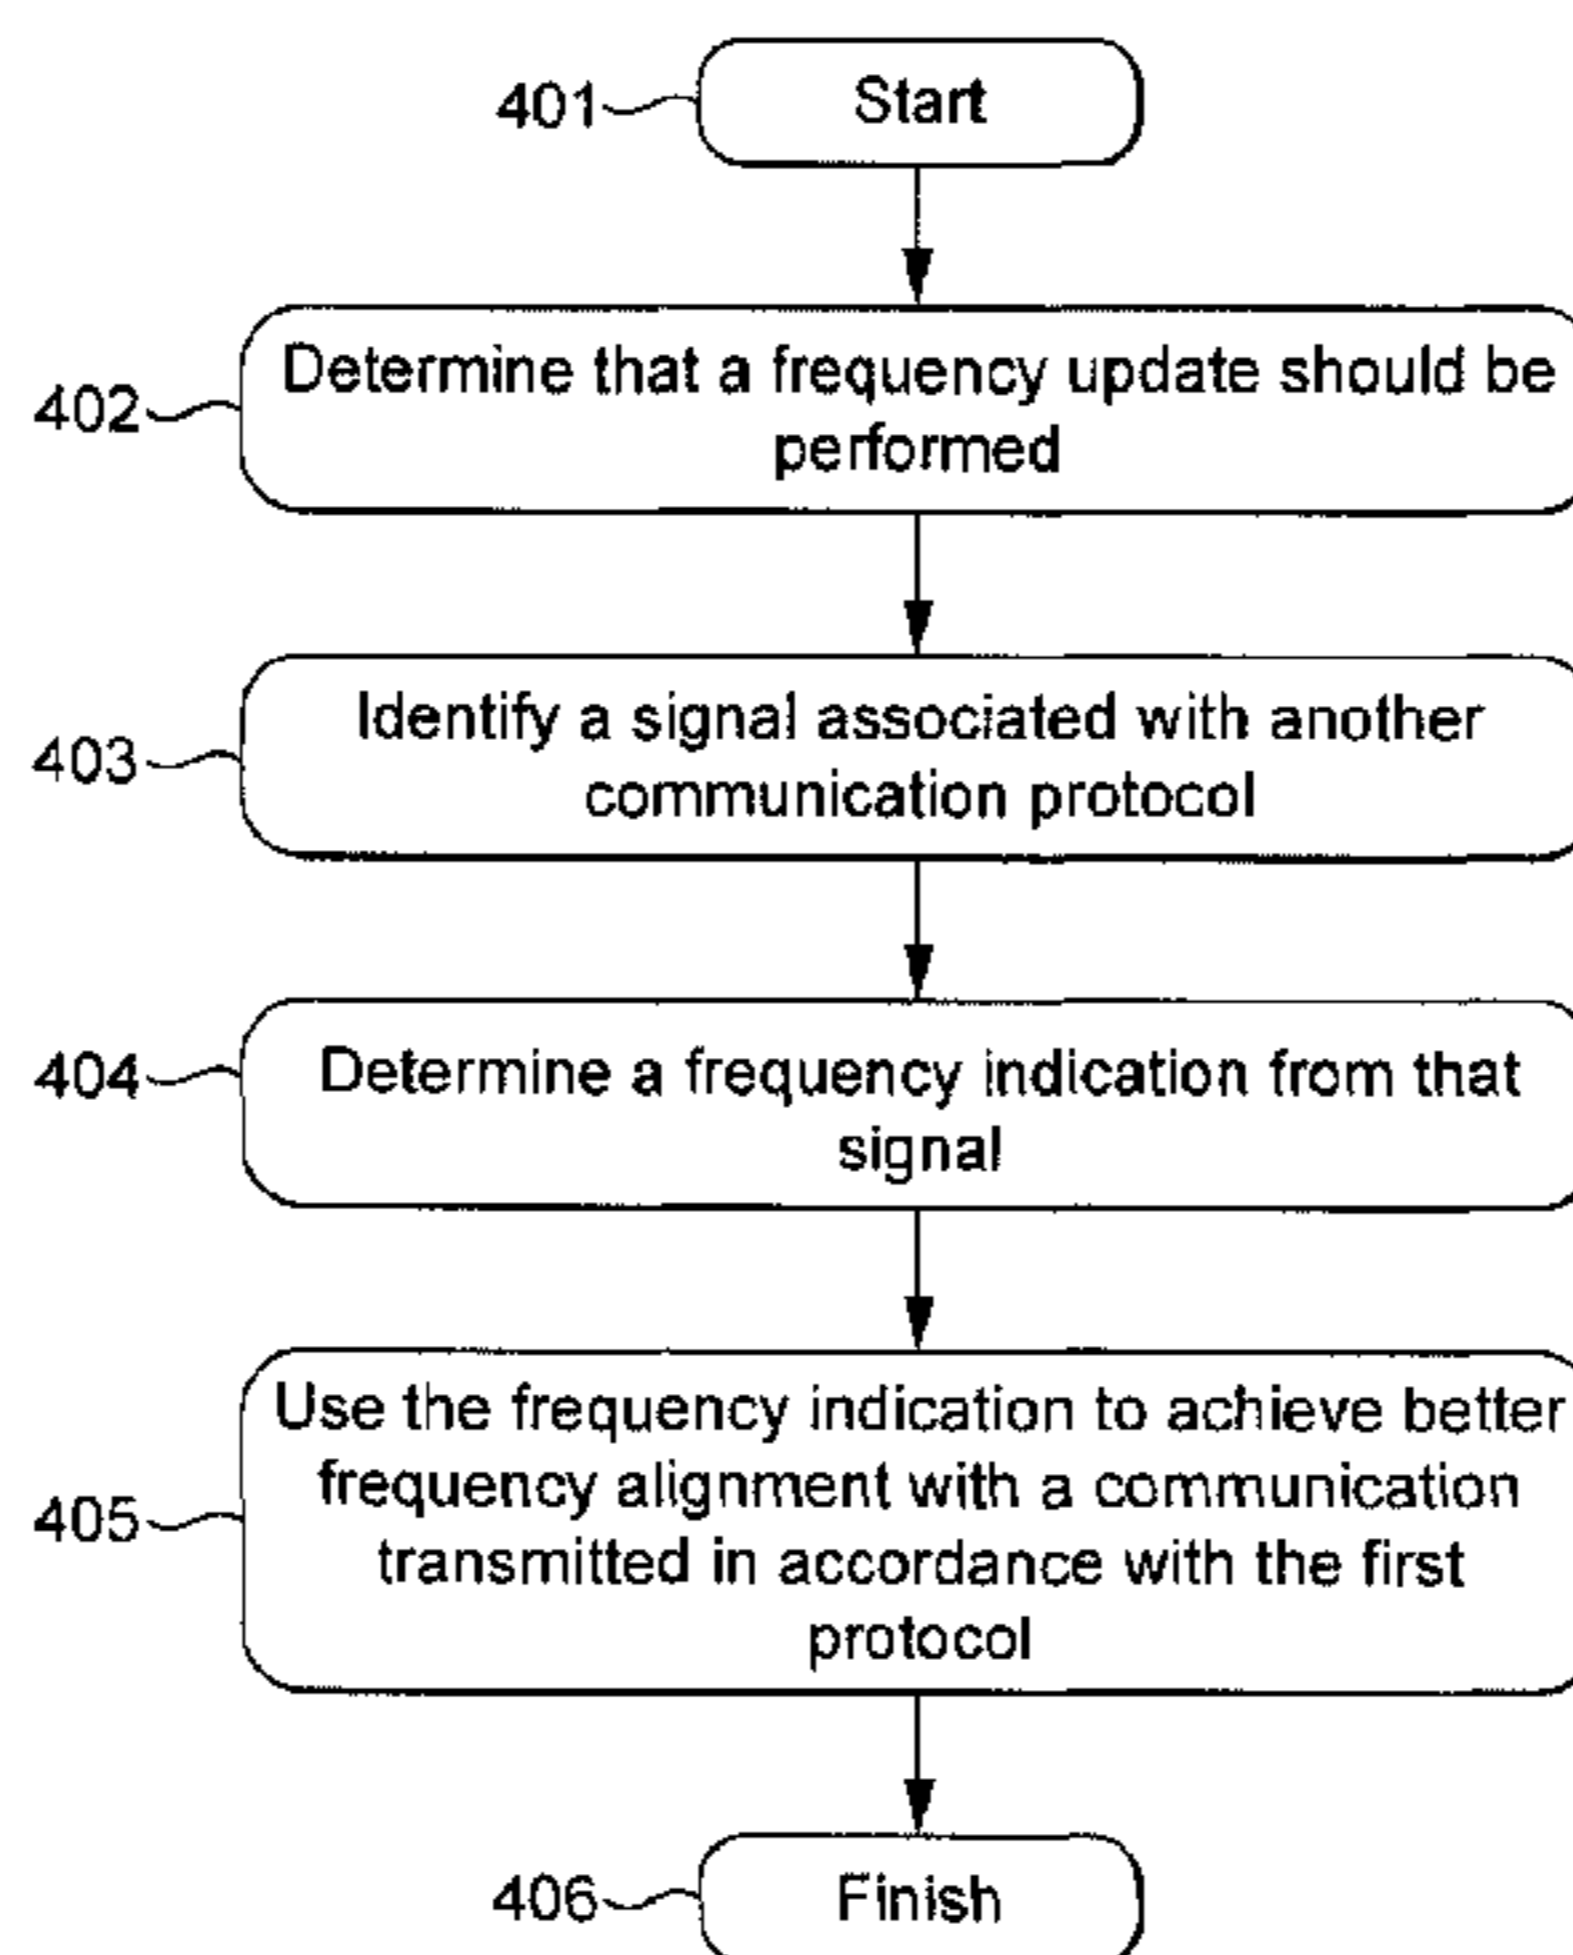 401 Start
402 Determine that a frequency update should be
performed
403 Identify a signal associated with another
communication protocol
404 Determine a frequency indication from that
signal
405 Use the frequency indication to achieve better
frequency alignment with a communication
transmitted in accordance with the first
protocol
406 Finish